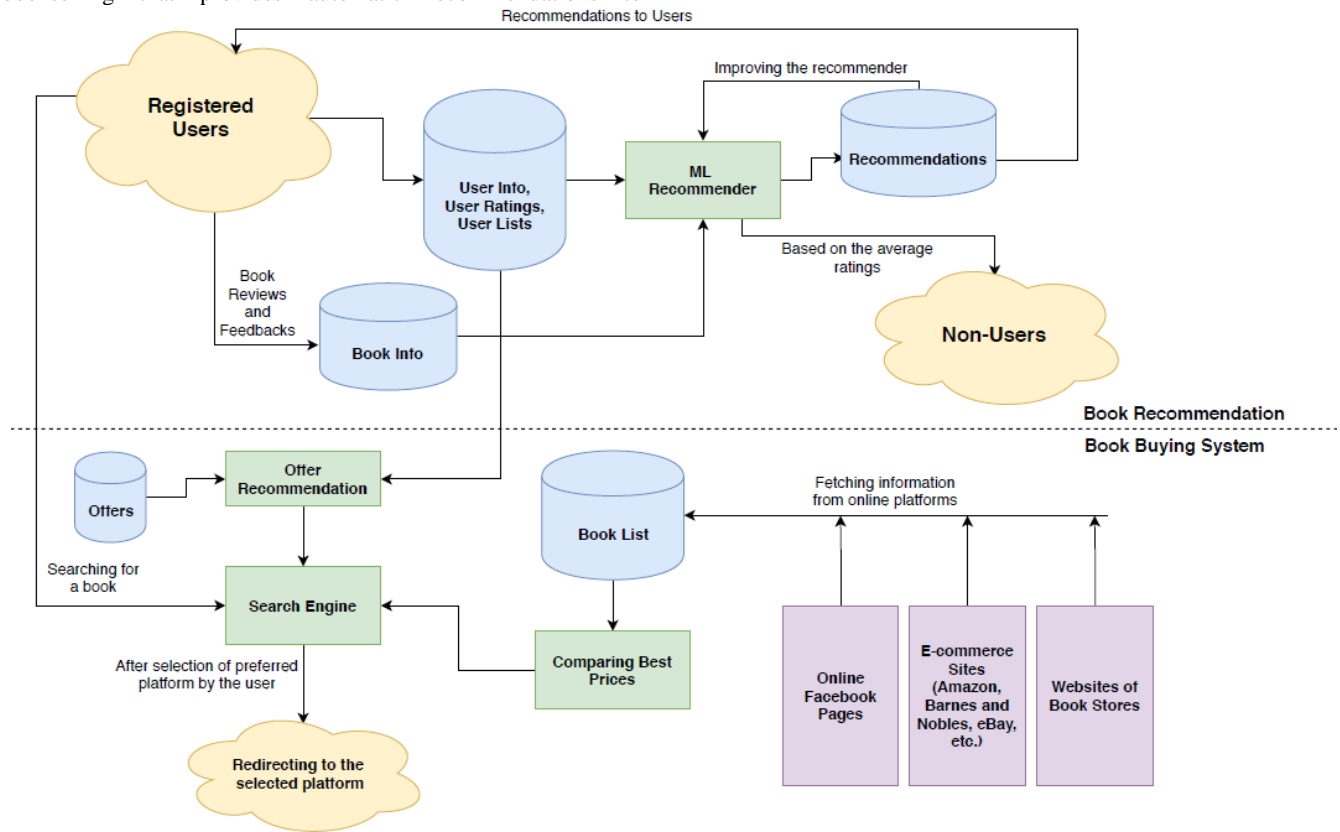 Recommendations to Users
Improving the recommender
Registered
Users
ML
Recommender
Recommendations
User Info,
User Ratings,
User Lists
Based on the average
ratings
Book
Reviews
and
Feedbacks
Book Info
Non-Users
Book Recommendation
Book Buying System
Offer
Recommendation
Offers
Fetching information
from online platforms
Book List
Searching for
a book
Search Engine
Comparing Best
Prices
After selection of preferred
platform by the user
Online
Facebook
Pages
E-commerce
Sites
(Amazon,
Barnes and
Nobles, eBay,
etc.)
Websites of
Book Stores
Redirecting to the
selected platform